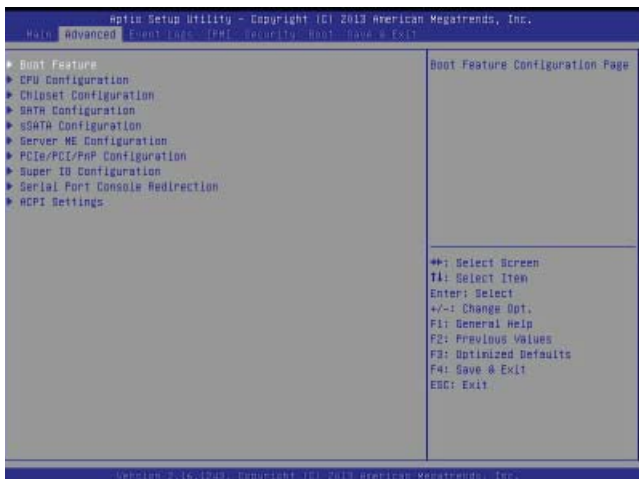 Aptio Setup Utility – Copyright (C) 2013 American Megatrends, Inc.
Main Advanced Event Logs IPMI Security Boot Save & Exit
Boot Feature
CPU Configuration
Chipset Configuration
SATA Configuration
sSATA Configuration
Server ME Configuration
PCIe/PCI/PnP Configuration
Super IO Configuration
Serial Port Console Redirection
ACPI Settings
Boot Feature Configuration Page
: Select Screen
↑↓: Select Item
Enter: Select
+/-: Change Opt.
F1: General Help
F2: Previous Values
F3: Optimized Defaults
F4: Save & Exit
ESC: Exit
Version Copyright (C) 2013 American Megatrends, Inc.